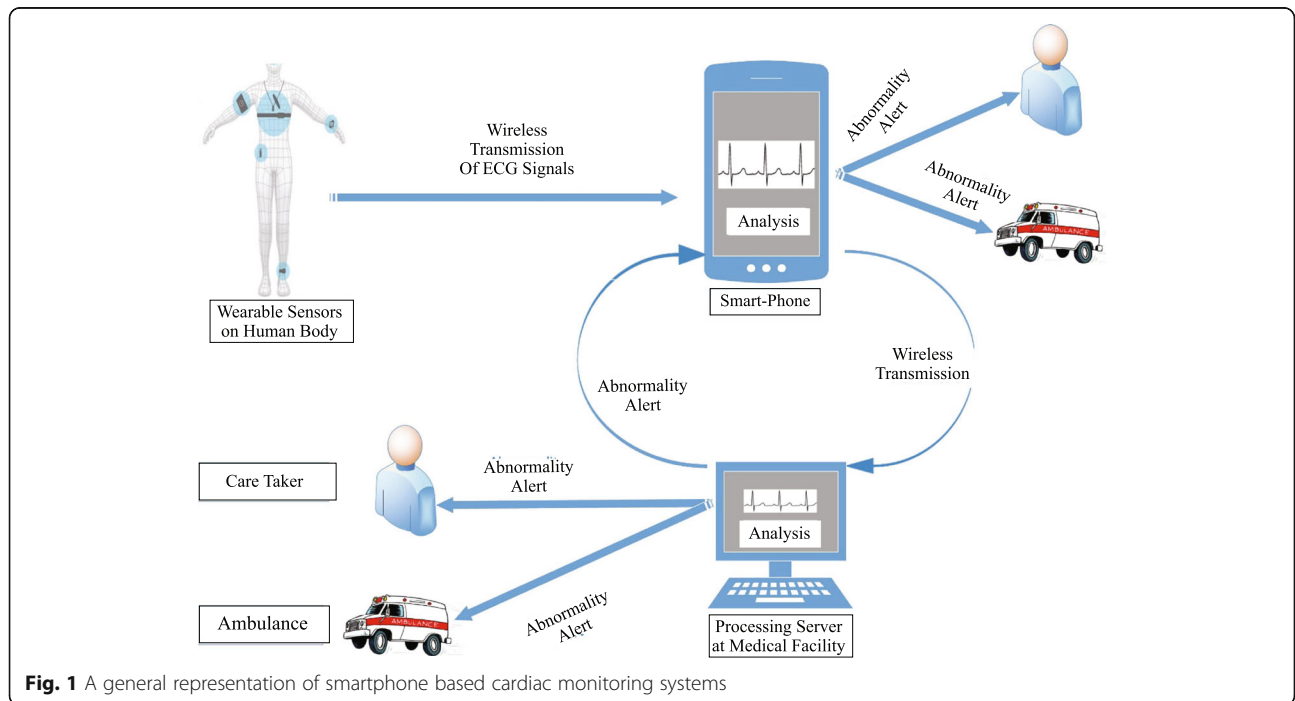 Wireless
Transmission
Of ECG Signals
Abnormality
Alert
Abnormality
Alert
AMBULANCE
Analysis
Smart-Phone
Wearable Sensors
on Human Body
Wireless
Transmission
Abnormality
Alert
Care Taker
Abnormality
Alert
Analysis
Ambulance
AMBULANCE
Abnormality
Alert
Processing Server
at Medical Facility
Fig. 1 A general representation of smartphone based cardiac monitoring systems